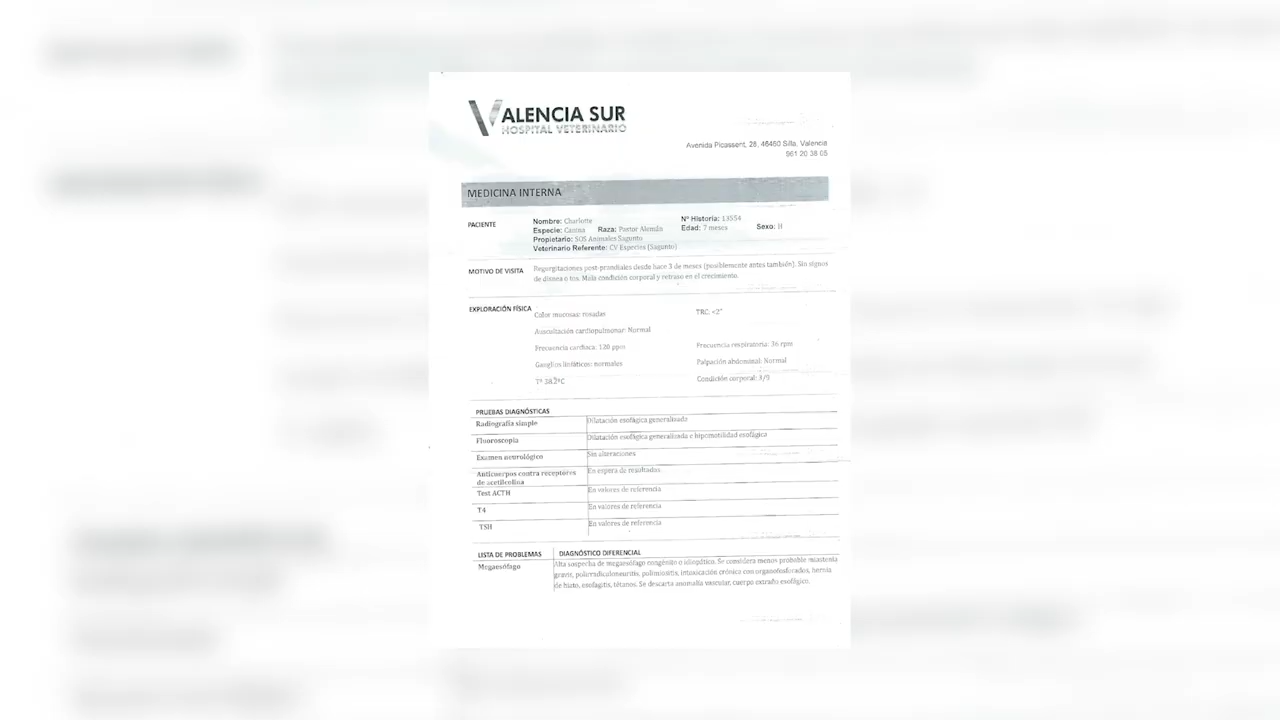 VALENCIA SUR
HOSPITAL VETERINARIO
Avenida Picassent, 28, 46460 Silla. Valencia
961 20 38 05
MEDICINA INTERNA
PACIENTE
Nombre: Charlotte
Nº Historia: 13554
Especie: Canina Raza: Pastor Alemán Edad: 7 meses Sexo: H
Propietario: SOS Animales Sagunto
Veterinario Referente: CV Especies (Sagunto)
MOTIVO DE VISITA
Regurgitaciones post-prandiales desde hace 3 de meses (posiblemente antes también). Sin signos
de disnea o tos. Mala condición corporal y retraso en el crecimiento.
EXPLORACIÓN FÍSICA
Color mucosas: rosadas TRC: <2"
Auscultación cardiopulmonar: Normal
Frecuencia cardiaca: 120 ppm Frecuencia respiratoria: 36 rpm
Ganglios linfáticos: normales Palpación abdominal: Normal
Tª 38.2ºC Condición corporal: 3/9
PRUEBAS DIAGNÓSTICAS
Radiografía simple Dilatación esofágica generalizada
Fluoroscopia Dilatación esofágica generalizada e hipomotilidad esofágica
Examen neurológico Sin alteraciones
Anticuerpos contra receptores En espera de resultados
de acetilcolina
Test ACTH En valores de referencia
T4 En valores de referencia
TSH En valores de referencia
LISTA DE PROBLEMAS DIAGNÓSTICO DIFERENCIAL
Megaesófago Alta sospecha de megaesófago congénito o idiopático. Se considera menos probable miastenia
gravis, polirradiculoneuritis, polimiositis, intoxicación crónica con organofosforados, hernia
de hiato, esofagitis, tétanos. Se descarta anomalía vascular, cuerpo extraño esofágico.